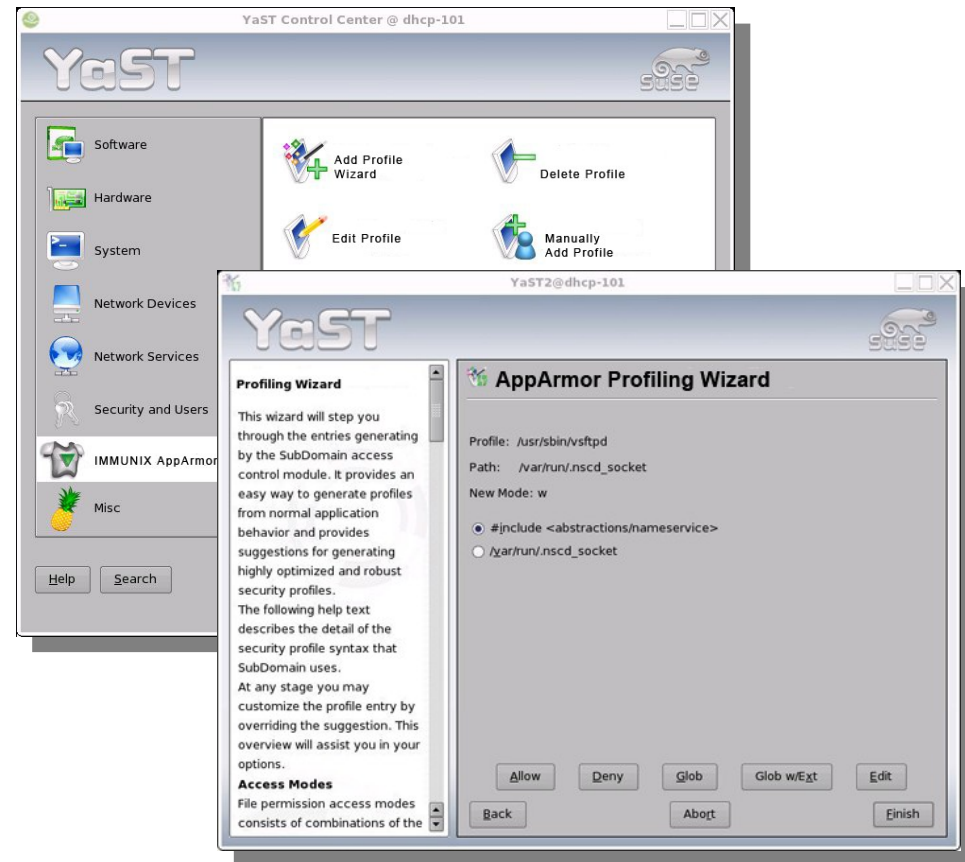 YaST Control Center @ dhcp-101
YaST
suse
Software
Hardware
System
Network Devices
Network Services
Security and Users
IMMUNIX AppArmor
Misc
Add Profile
Wizard
Delete Profile
Edit Profile
Manually
Add Profile
Help
Search
YaST2@dhcp-101
YaST
suse
Profiling Wizard
This wizard will step you
through the entries generating
by the SubDomain access
control module. It provides an
easy way to generate profiles
from normal application
behavior and provides
suggestions for generating
highly optimized and robust
security profiles.
The following help text
describes the detail of the
security profile syntax that
SubDomain uses.
At any stage you may
customize the profile entry by
overriding the suggestion. This
overview will assist you in your
options.
Access Modes
File permission access modes
consists of combinations of the
AppArmor Profiling Wizard
Profile: /usr/sbin/vsftpd
Path: /var/run/.nscd_socket
New Mode: w
#include <abstractions/nameservice>
/var/run/.nscd_socket
Allow
Deny
Glob
Glob w/Ext
Edit
Back
Abort
Finish